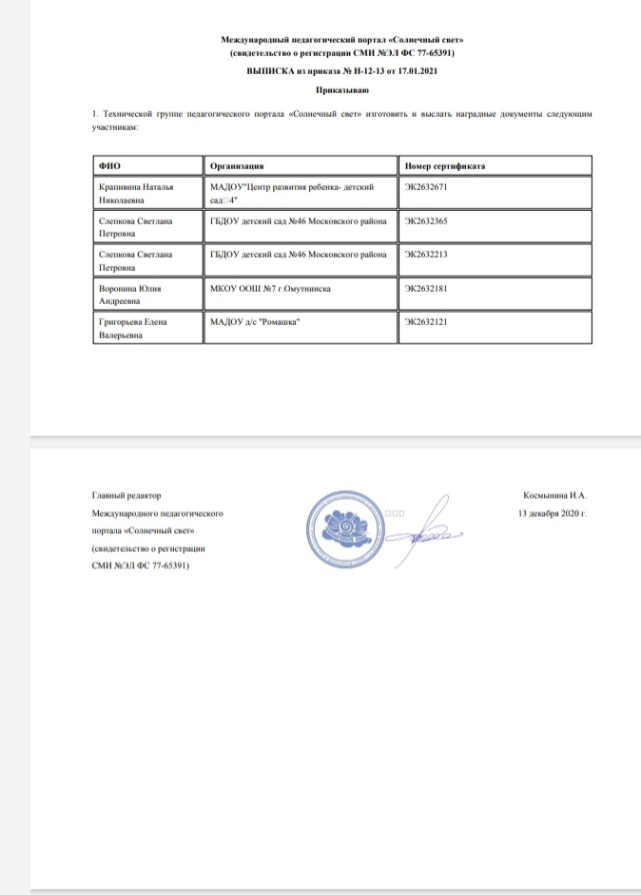 Международный педагогический портал «Солнечный свет»
(свидетельство о регистрации СМИ №ЭЛ ФС 77-65391)
ВЫПИСКА из приказа № Н-12-13 от 17.01.2021
Приказываю
1. Технической группе педагогического портала «Солнечный свет» изготовить и выслать наградные документы следующим
участникам:
ФИО Организация Номер сертификата
Крапивина Наталья МАДОУ"Центр развития ребенка- детский ЭК2632671
Николаевна сад□4"
Слепкова Светлана ГБДОУ детский сад №46 Московского района ЭК2632365
Петровна
Слепкова Светлана ГБДОУ детский сад №46 Московского района ЭК2632213
Петровна
Воронина Юлия МКОУ ООШ №7 г.Омутнинска ЭК2632181
Андреевна
Григорьева Елена МАДОУ д/с "Ромашка" ЭК2632121
Валерьевна
Главный редактор Космынина И.А.
Международного педагогического □□□ 13 декабря 2020 г.
портала «Солнечный свет»
(свидетельство о регистрации
СМИ №ЭЛ ФС 77-65391)